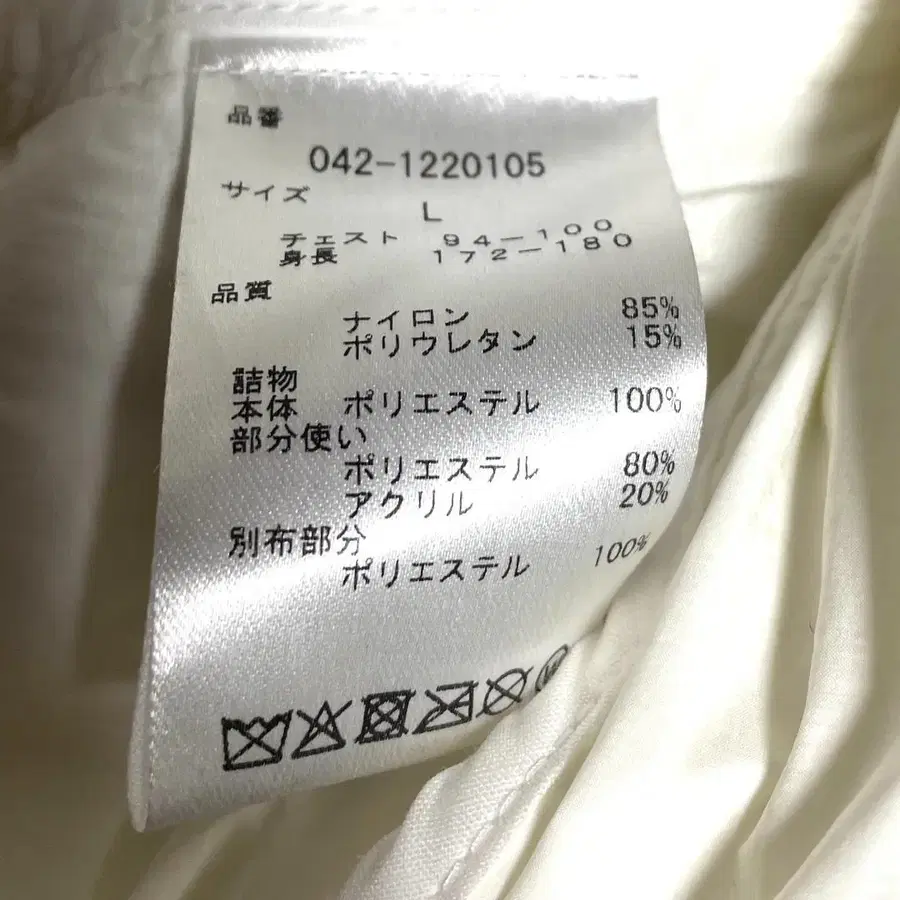 品番
042-1220105
サイズ
L
チェスト 94-100
身長 172-180
品質
ナイロン 85%
ポリウレタン 15%
詰物
本体 ポリエステル 100%
部分使い
ポリエステル 80%
アクリル 20%
別布部分
ポリエステル 100%